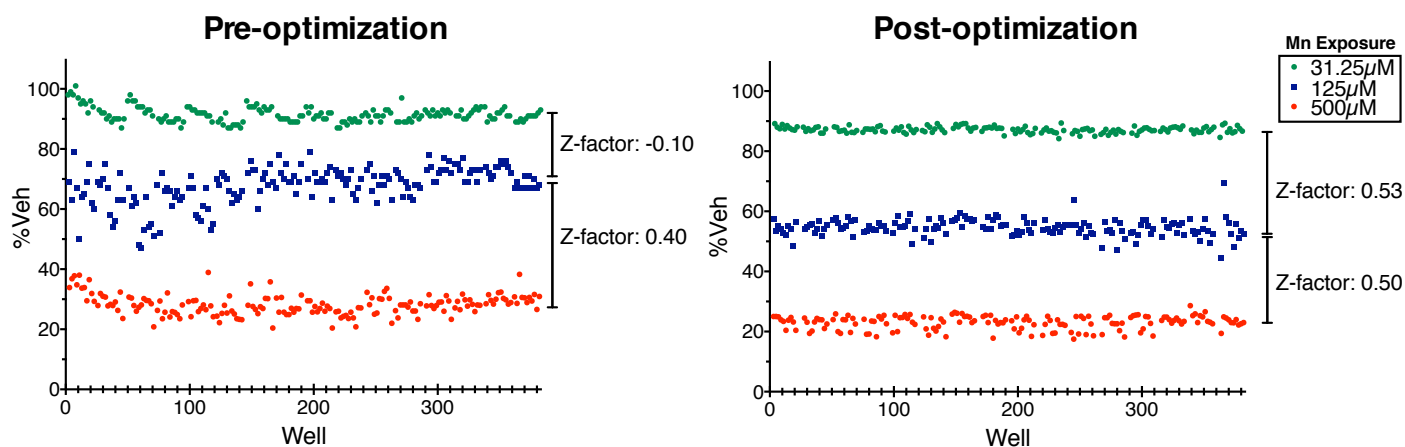 Pre-optimization
%Veh
100
80
60
40
20
0
0
100
200
300
Well
Z-factor: -0.10
Z-factor: 0.40
Post-optimization
%Veh
100
80
60
40
20
0
0
100
200
300
Well
Z-factor: 0.53
Z-factor: 0.50
Mn Exposure
31.25µM
125µM
500µM